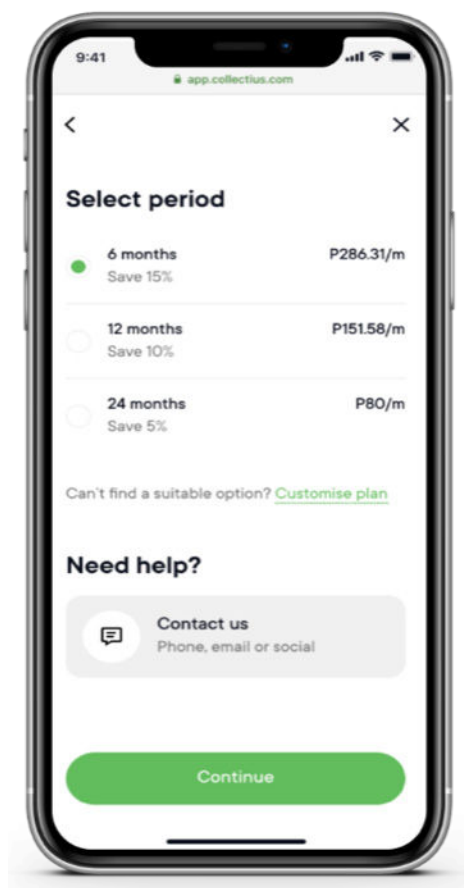 9:41
app.collectius.com
Select period
6 months P286.31/m
Save 15%
12 months P151.58/m
Save 10%
24 months P80/m
Save 5%
Can't find a suitable option? Customise plan
Need help?
Contact us
Phone, email or social
Continue